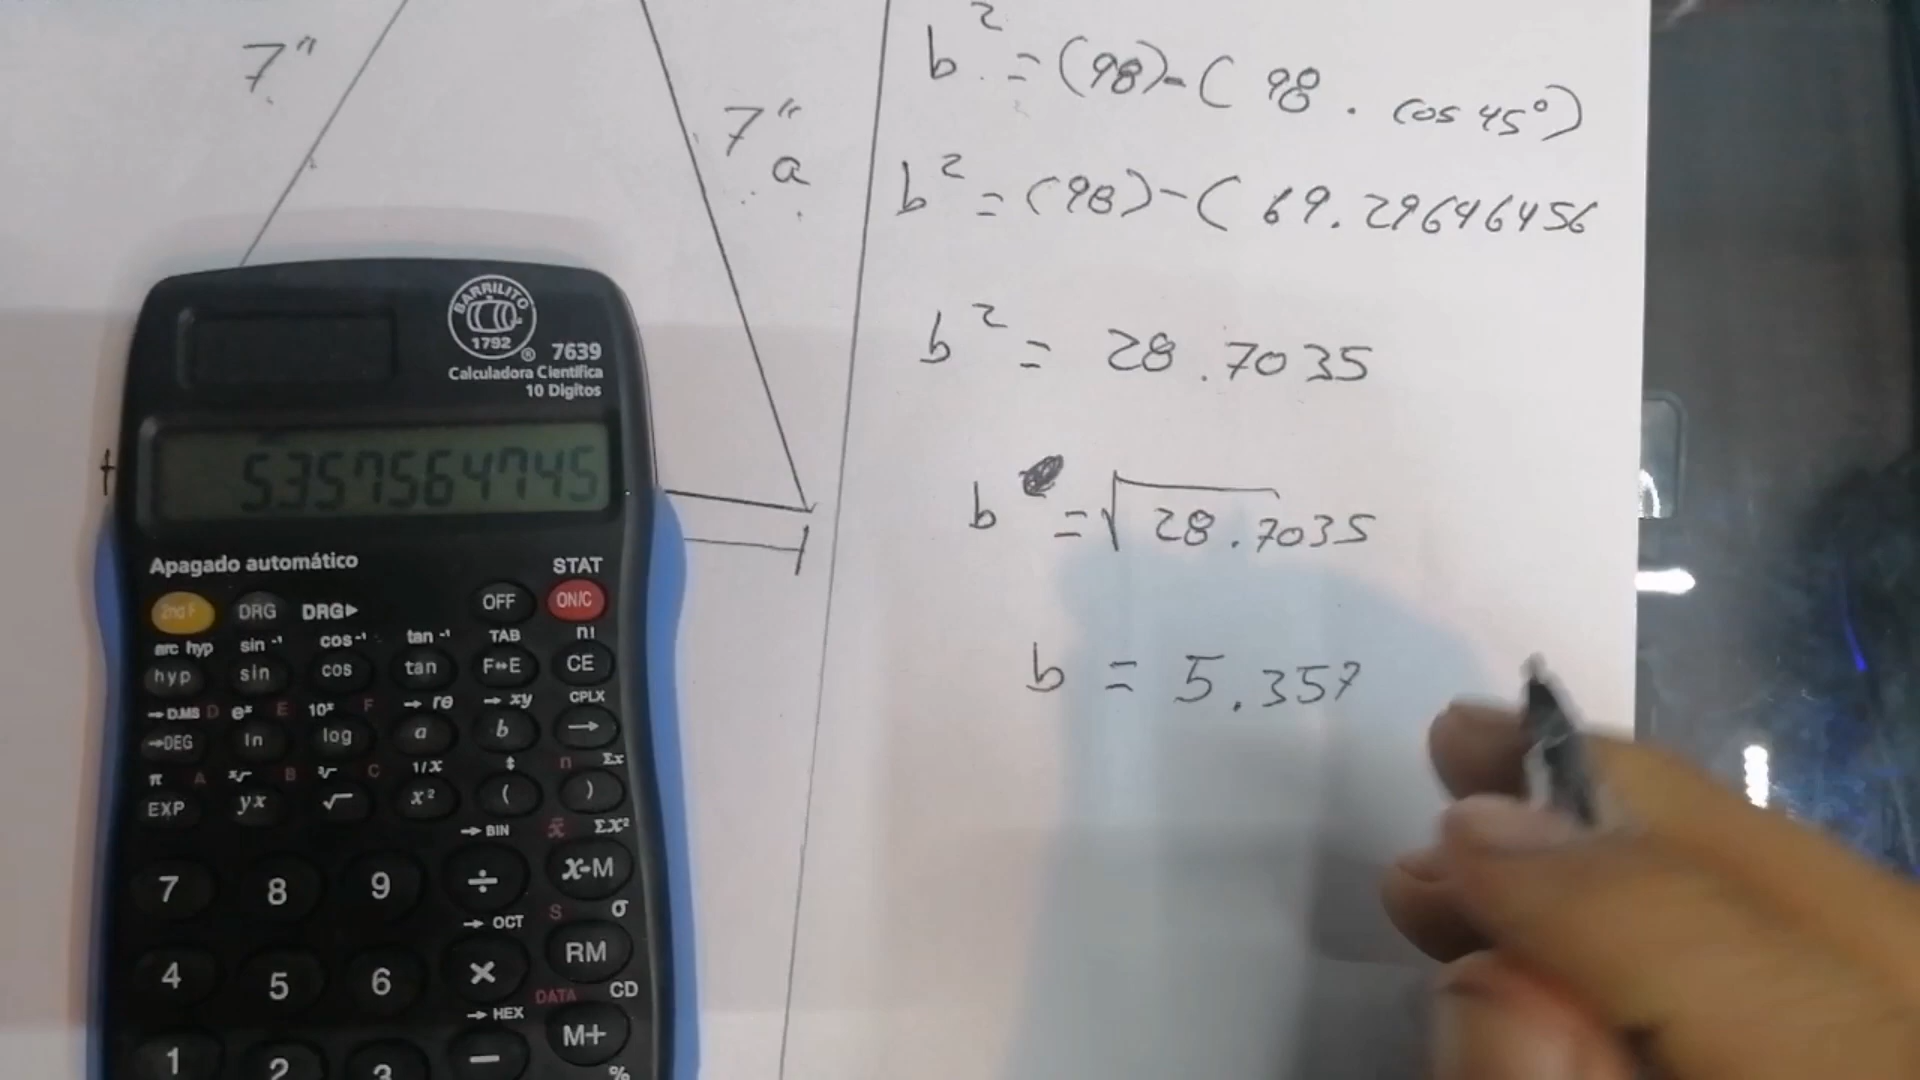 7"
7"
a
b² = (98) - ( 98 . cos 45°)
b² = (98) - ( 69.29646456
b² = 28.7035
b = √28.7035
b = 5.357
BARRILITO
1792
®
7639
Calculadora Científica
10 Digitos
5.357564745
Apagado automático
STAT
2nd F DRG DRG▶ OFF ON/C
arc hyp sin⁻¹ cos⁻¹ tan⁻¹ TAB n!
hyp sin cos tan F↔E CE
→D.MS D eˣ E 10ˣ F → rθ → xy CPLX
→DEG ln log a b →
π A ˣ√ B ³√ C 1/x ↕ n Σx
EXP yx √ x² ( )
→ BIN x̄ Σx²
7 8 9 ÷ x-M
→ OCT S σ
4 5 6 × RM
DATA CD
→ HEX
1 2 3 − M+
%